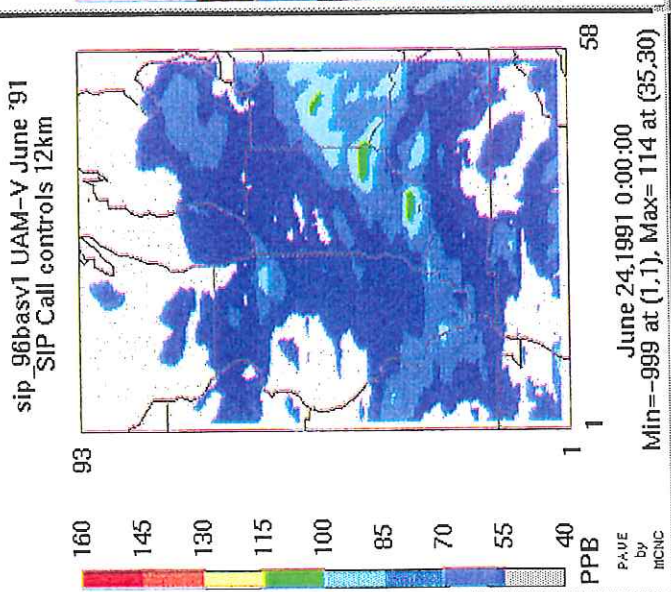 sip_96basv1 UAM-V June '91
SIP Call controls 12km
160
145
130
115
100
85
70
55
40
PPB
PAVE
by
MCNC
93
1
1
58
June 24,1991 0:00:00
Min=-999 at (1,1), Max= 114 at (35,30)